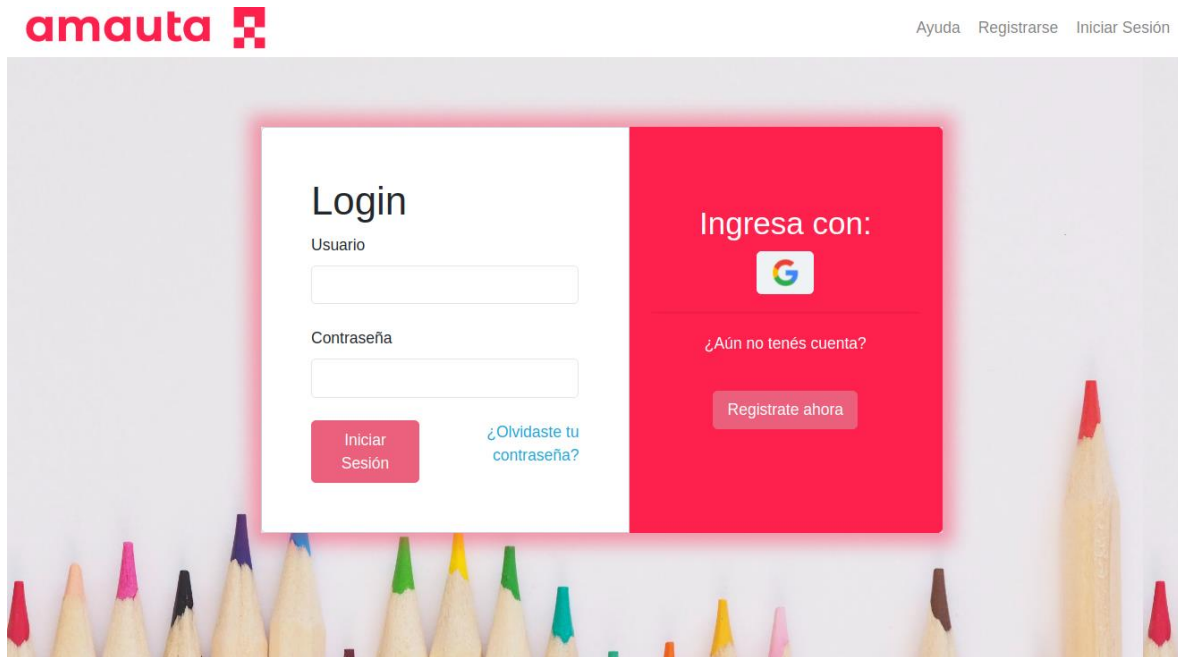 amauta
Ayuda Registrarse Iniciar Sesión
Login
Usuario
Contraseña
Iniciar
Sesión
¿Olvidaste tu
contraseña?
Ingresa con:
¿Aún no tenés cuenta?
Registrate ahora